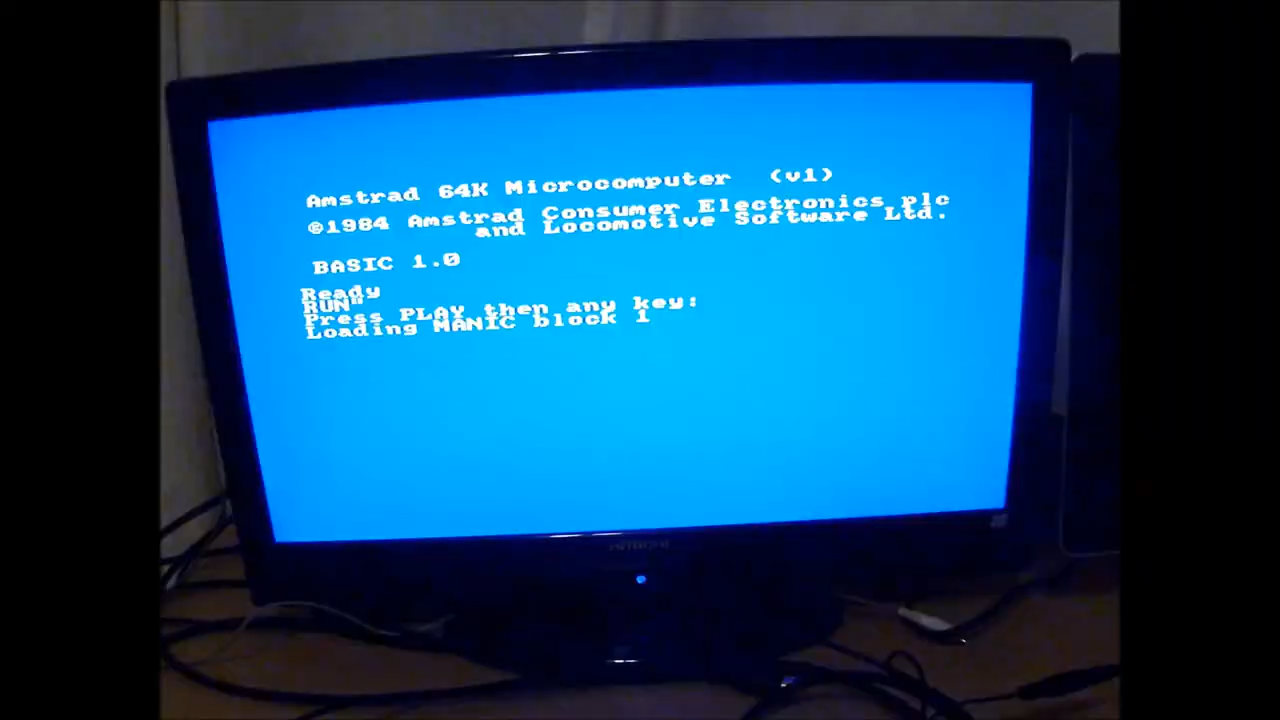 Amstrad 64K Microcomputer (v1)
©1984 Amstrad Consumer Electronics plc
and Locomotive Software Ltd.
BASIC 1.0
Ready
RUN"
Press PLAY then any key:
Loading MANIC block 1
HITACHI